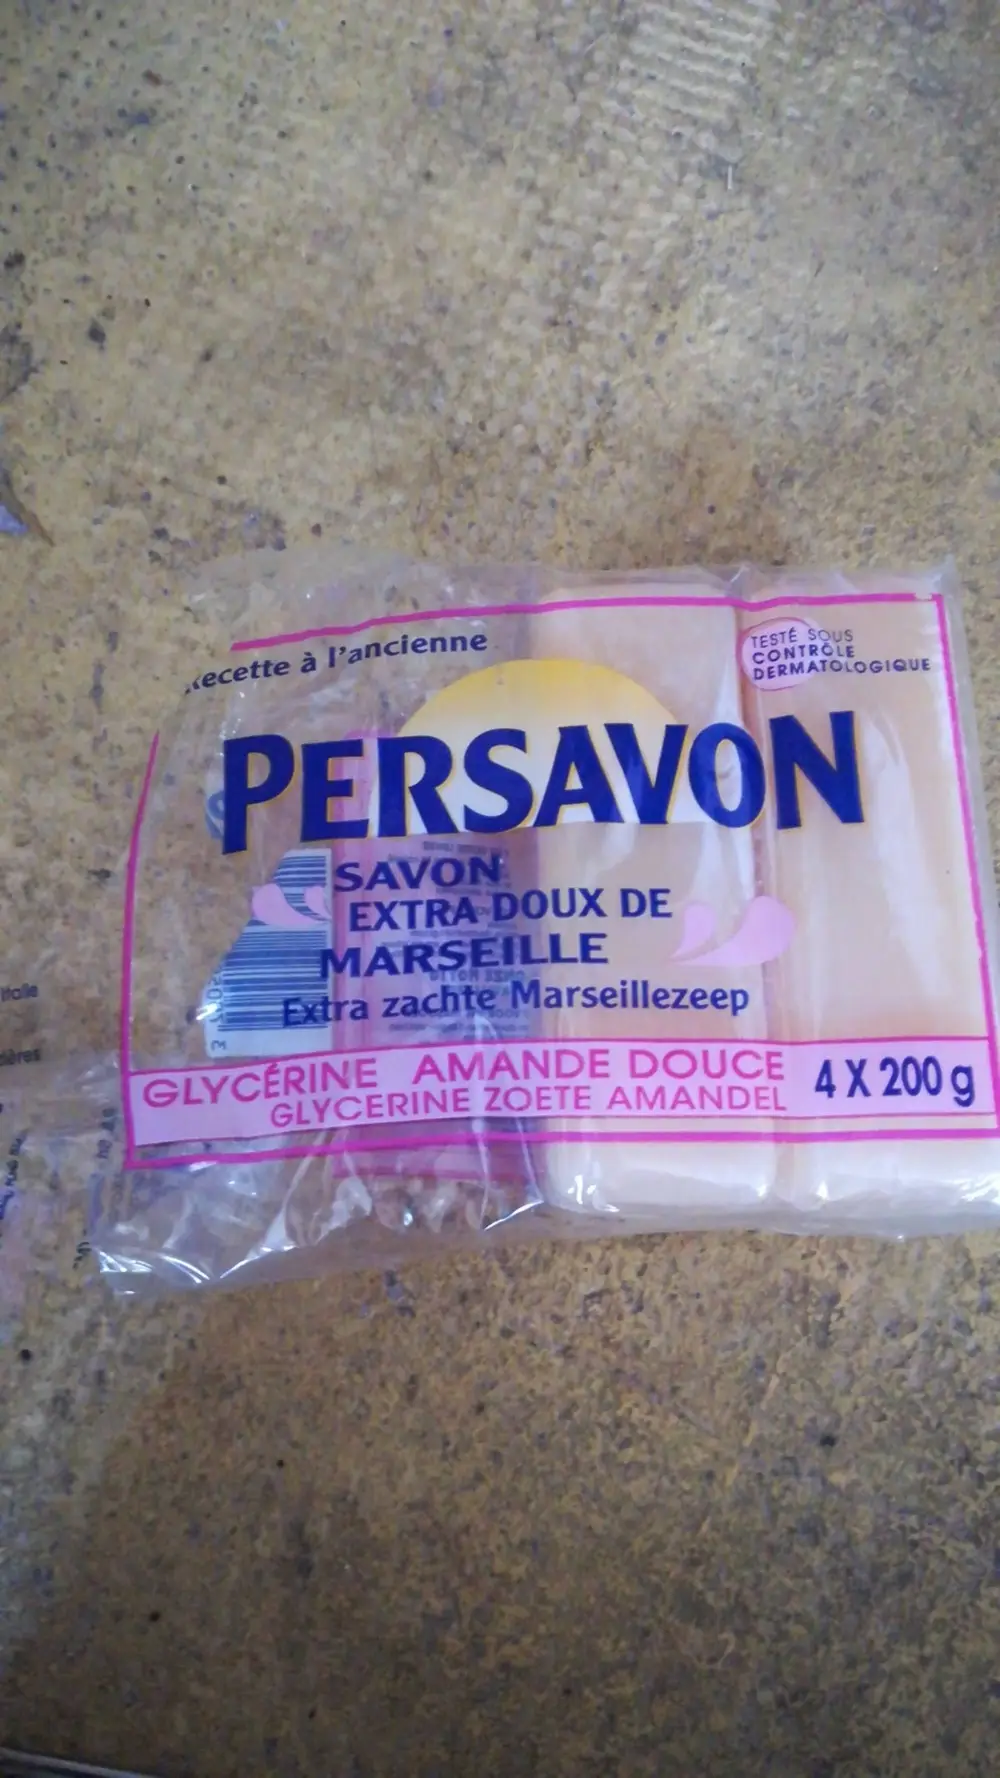 à l'ancienne
TESTÉ SOUS
CONTRÔLE
DERMATOLOGIQUE
PERSAVON
SAVON
EXTRA DOUX DE
MARSEILLE
Extra zachte Marseillezeep
GLYCÉRINE AMANDE DOUCE
GLYCERINE ZOETE AMANDEL
4 X 200 g